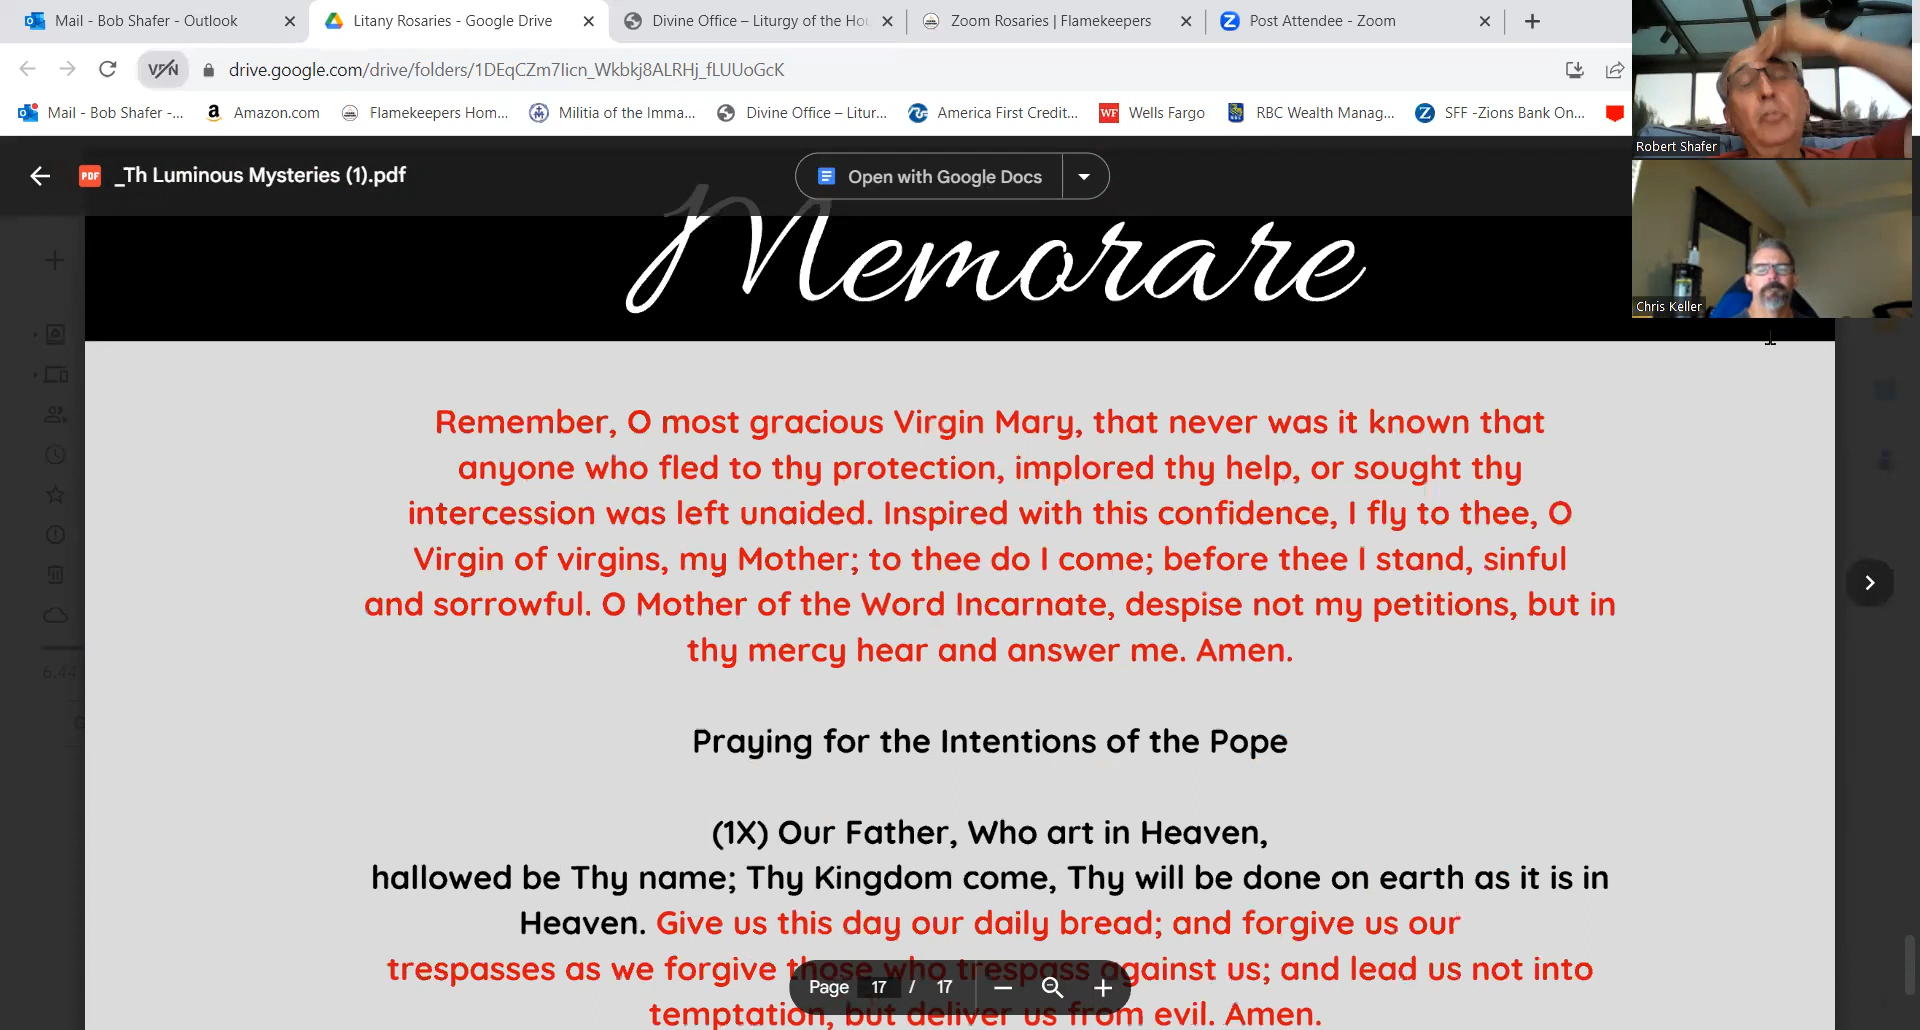 Mail - Bob Shafer - Outlook
Litany Rosaries - Google Drive
Divine Office – Liturgy of the Hou
Zoom Rosaries | Flamekeepers
Post Attendee - Zoom
VPN
drive.google.com/drive/folders/1DEqCZm7Iicn_Wkbkj8ALRHj_fLUUoGcK
Mail - Bob Shafer -...
Amazon.com
Flamekeepers Hom...
Militia of the Imma...
Divine Office – Litur...
America First Credit...
WF Wells Fargo
RBC Wealth Manag...
SFF -Zions Bank On...
Robert Shafer
PDF _Th Luminous Mysteries (1).pdf
Open with Google Docs
Chris Keller
Memorare
Remember, O most gracious Virgin Mary, that never was it known that
anyone who fled to thy protection, implored thy help, or sought thy
intercession was left unaided. Inspired with this confidence, I fly to thee, O
Virgin of virgins, my Mother; to thee do I come; before thee I stand, sinful
and sorrowful. O Mother of the Word Incarnate, despise not my petitions, but in
thy mercy hear and answer me. Amen.
6.44
Praying for the Intentions of the Pope
(1X) Our Father, Who art in Heaven,
hallowed be Thy name; Thy Kingdom come, Thy will be done on earth as it is in
Heaven. Give us this day our daily bread; and forgive us our
trespasses as we forgive those who trespass against us; and lead us not into
Page 17 / 17
temptation, but deliver us from evil. Amen.